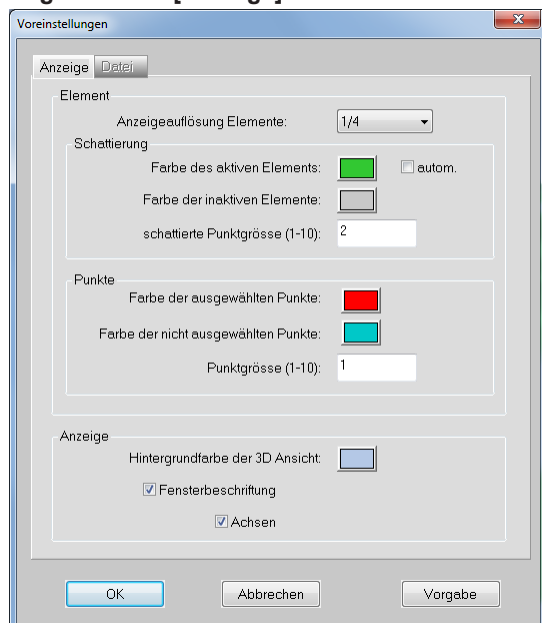 Voreinstellungen
Anzeige Datei
Element
Anzeigeauflösung Elemente: 1/4
Schattierung
Farbe des aktiven Elements: autom.
Farbe der inaktiven Elemente:
schattierte Punktgrösse (1-10): 2
Punkte
Farbe der ausgewählten Punkte:
Farbe der nicht ausgewählten Punkte:
Punktgrösse (1-10): 1
Anzeige
Hintergrundfarbe der 3D Ansicht:
Fensterbeschriftung
Achsen
OK Abbrechen Vorgabe